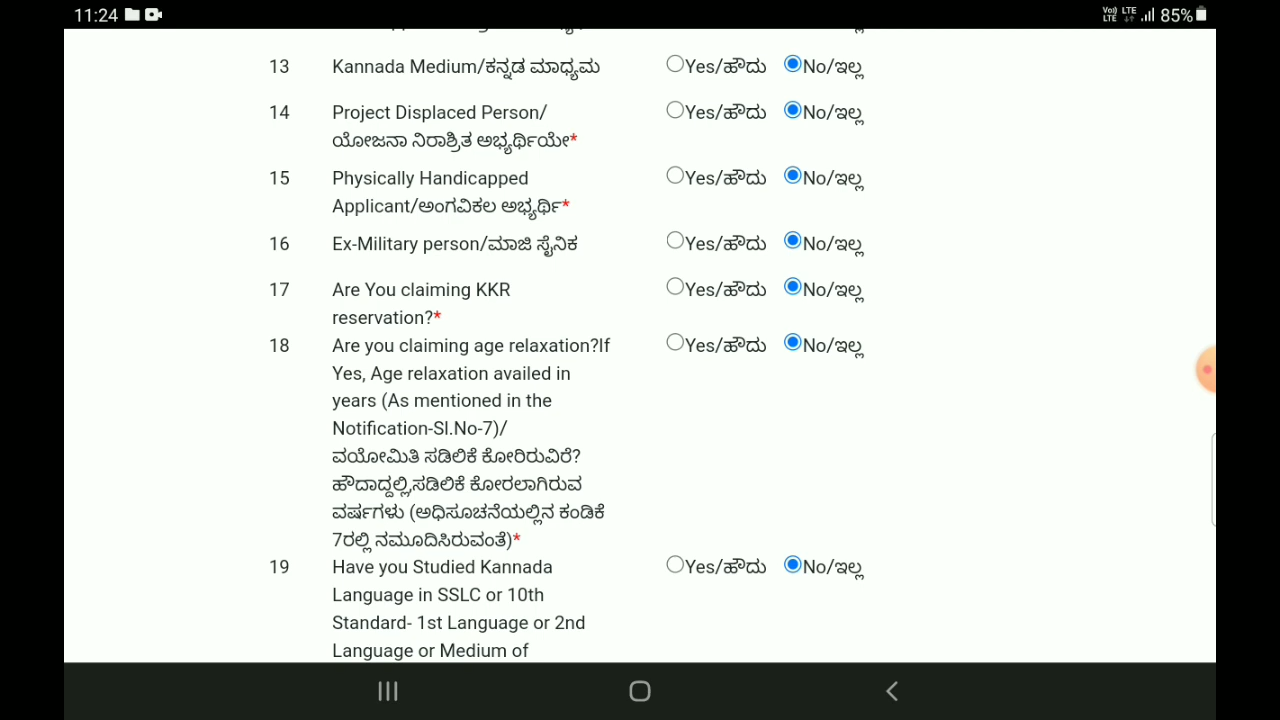 11:24
Vo)) LTE
LTE
85%
13 Kannada Medium/ಕನ್ನಡ ಮಾಧ್ಯಮ Yes/ಹೌದು No/ಇಲ್ಲ
14 Project Displaced Person/ Yes/ಹೌದು No/ಇಲ್ಲ
ಯೋಜನಾ ನಿರಾಶ್ರಿತ ಅಭ್ಯರ್ಥಿಯೇ*
15 Physically Handicapped Yes/ಹೌದು No/ಇಲ್ಲ
Applicant/ಅಂಗವಿಕಲ ಅಭ್ಯರ್ಥಿ*
16 Ex-Military person/ಮಾಜಿ ಸೈನಿಕ Yes/ಹೌದು No/ಇಲ್ಲ
17 Are You claiming KKR Yes/ಹೌದು No/ಇಲ್ಲ
reservation?*
18 Are you claiming age relaxation?If Yes/ಹೌದು No/ಇಲ್ಲ
Yes, Age relaxation availed in
years (As mentioned in the
Notification-Sl.No-7)/
ವಯೋಮಿತಿ ಸಡಿಲಿಕೆ ಕೋರಿರುವಿರೆ?
ಹೌದಾದ್ದಲ್ಲಿ,ಸಡಿಲಿಕೆ ಕೋರಲಾಗಿರುವ
ವರ್ಷಗಳು (ಅಧಿಸೂಚನೆಯಲ್ಲಿನ ಕಂಡಿಕೆ
7ರಲ್ಲಿ ನಮೂದಿಸಿರುವಂತೆ)*
19 Have you Studied Kannada Yes/ಹೌದು No/ಇಲ್ಲ
Language in SSLC or 10th
Standard- 1st Language or 2nd
Language or Medium of